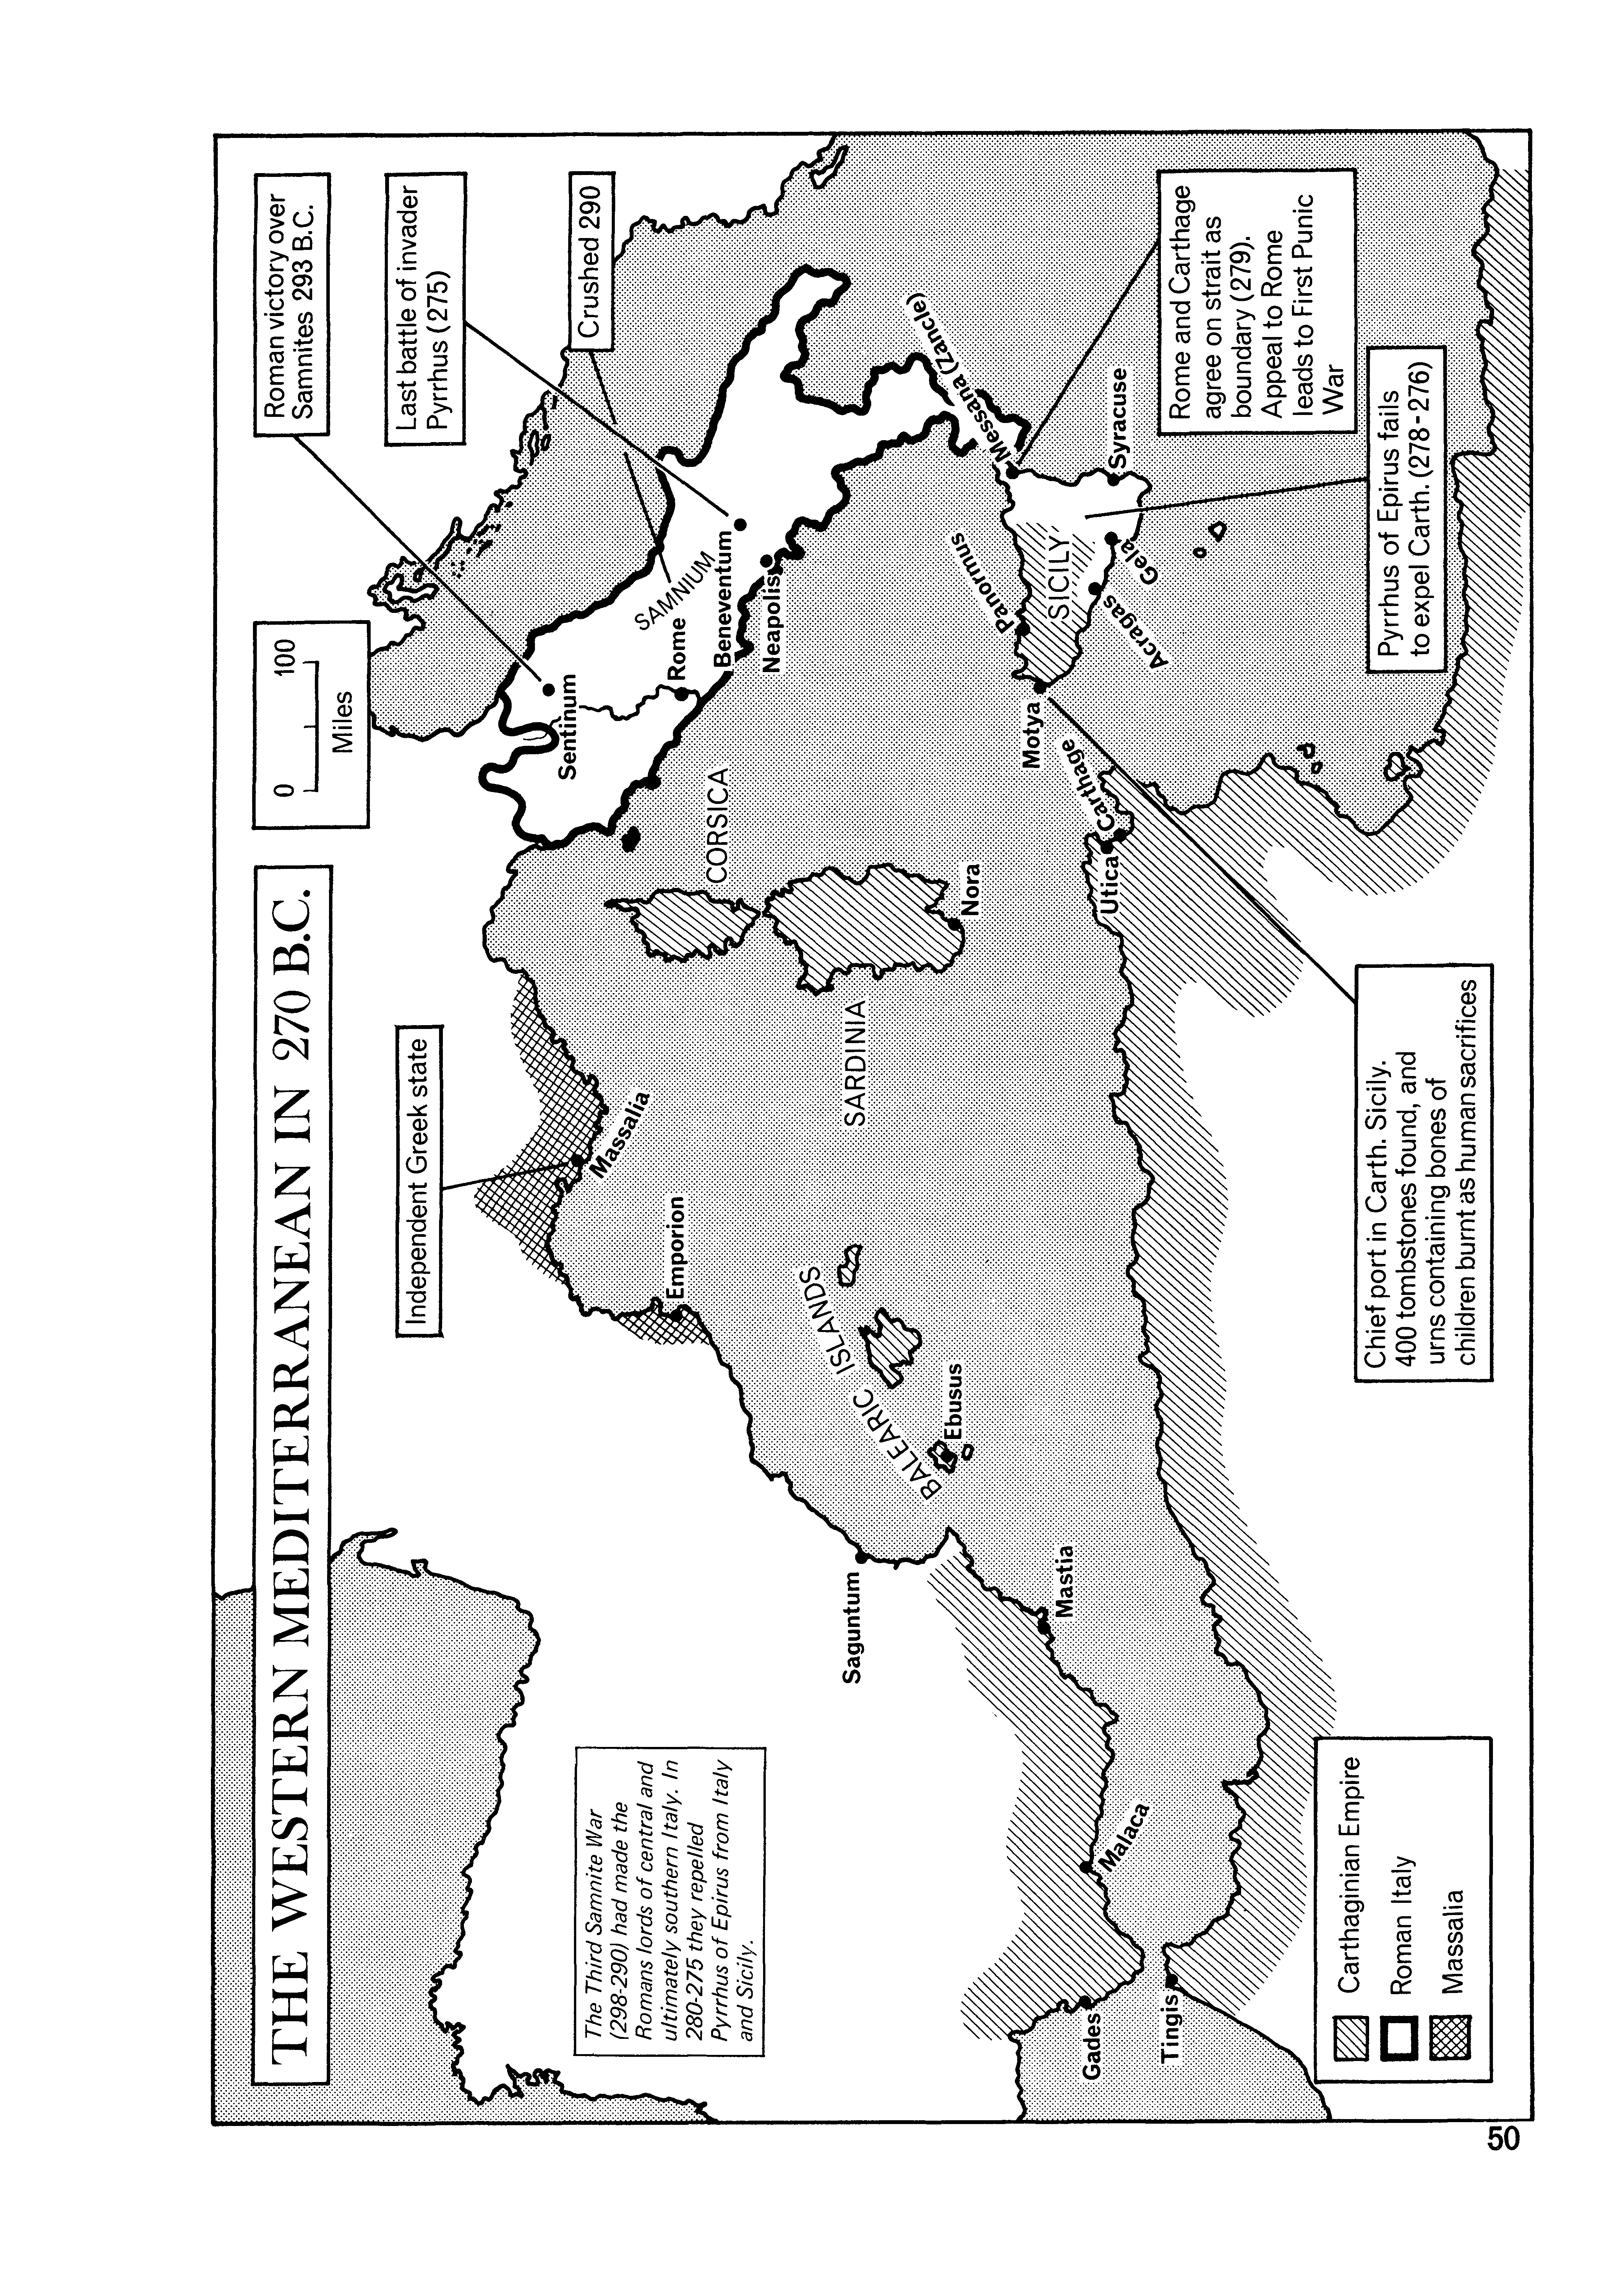 THE WESTERN MEDITERRANEAN IN 270 B.C.
0 100
Miles
Roman victory over
Samnites 293 B.C.
Last battle of invader
Pyrrhus (275)
Crushed 290
Independent Greek state
The Third Samnite War
(298-290) had made the
Romans lords of central and
ultimately southern Italy. In
280-275 they repelled
Pyrrhus of Epirus from Italy
and Sicily.
Sentinum
SAMNIUM
Rome
Beneventum
Neapolis
CORSICA
Massalia
Emporion
SARDINIA
Nora
BALEARIC ISLANDS
Ebusus
Saguntum
Mastia
Malaca
Gades
Tingis
Messana (Zancle)
Panormus
SICILY
Syracuse
Gela
Acragas
Motya
Carthage
Utica
Rome and Carthage
agree on strait as
boundary (279).
Appeal to Rome
leads to First Punic
War
Pyrrhus of Epirus fails
to expel Carth. (278-276)
Chief port in Carth. Sicily.
400 tombstones found, and
urns containing bones of
children burnt as human sacrifices
Carthaginian Empire
Roman Italy
Massalia
50